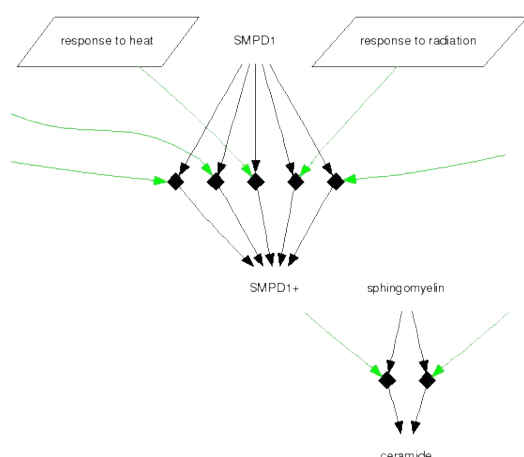 response to heat
SMPD1
response to radiation
SMPD1+
sphingomyelin
ceramide